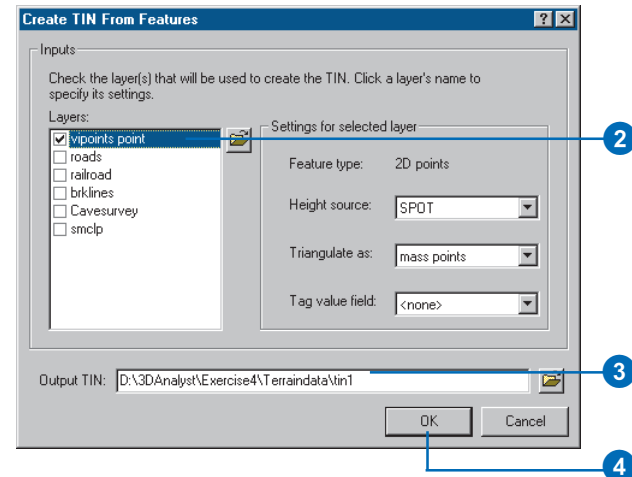 Create TIN From Features
Inputs
Check the layer(s) that will be used to create the TIN. Click a layer's name to
specify its settings.
Layers:
vipoints point
roads
railroad
brklines
Cavesurvey
smclp
Settings for selected layer
Feature type: 2D points
Height source: SPOT
Triangulate as: mass points
Tag value field: <none>
2
Output TIN: D:\3DAnalyst\Exercise4\Terraindata\tin1
3
OK Cancel
4